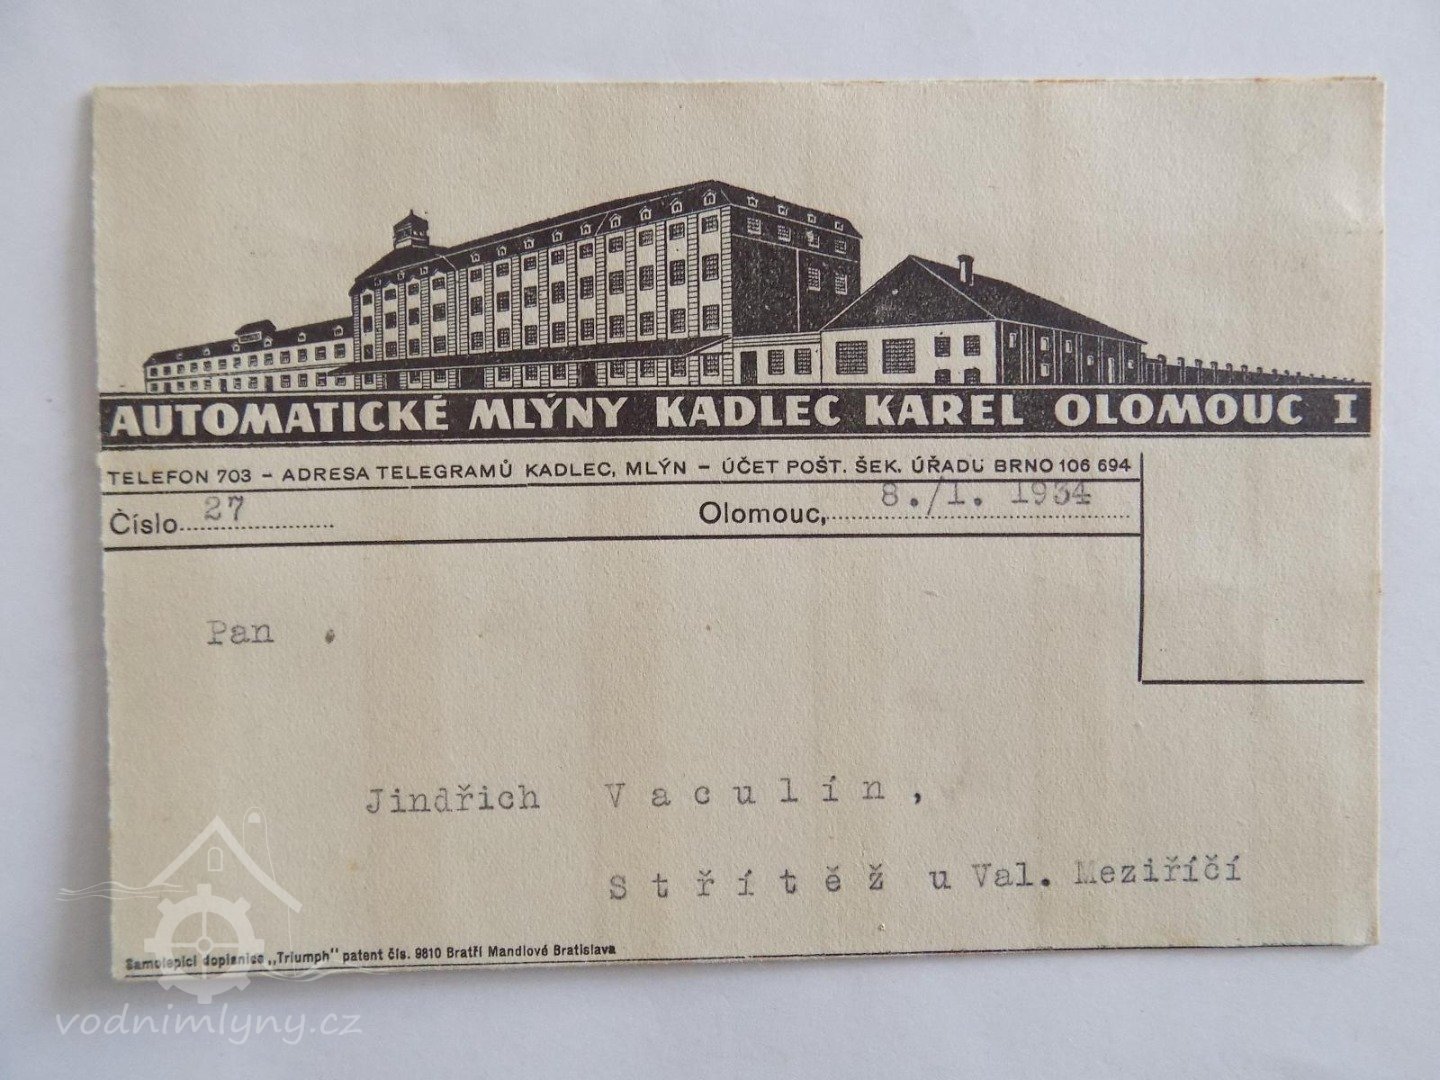 AUTOMATICKÉ MLÝNY KADLEC KAREL OLOMOUC I
TELEFON 703 – ADRESA TELEGRAMŮ KADLEC, MLÝN – ÚČET POŠT. ŠEK. ÚŘADU BRNO 106 694
Číslo 27 Olomouc, 8./1. 1934
Pan .
Jindřich Vaculín,
Střítěž u Val. Meziříčí
Samolepicí dopisnice „Triumph" patent čís. 9810 Bratři Mandlové Bratislava
vodnimlyny.cz